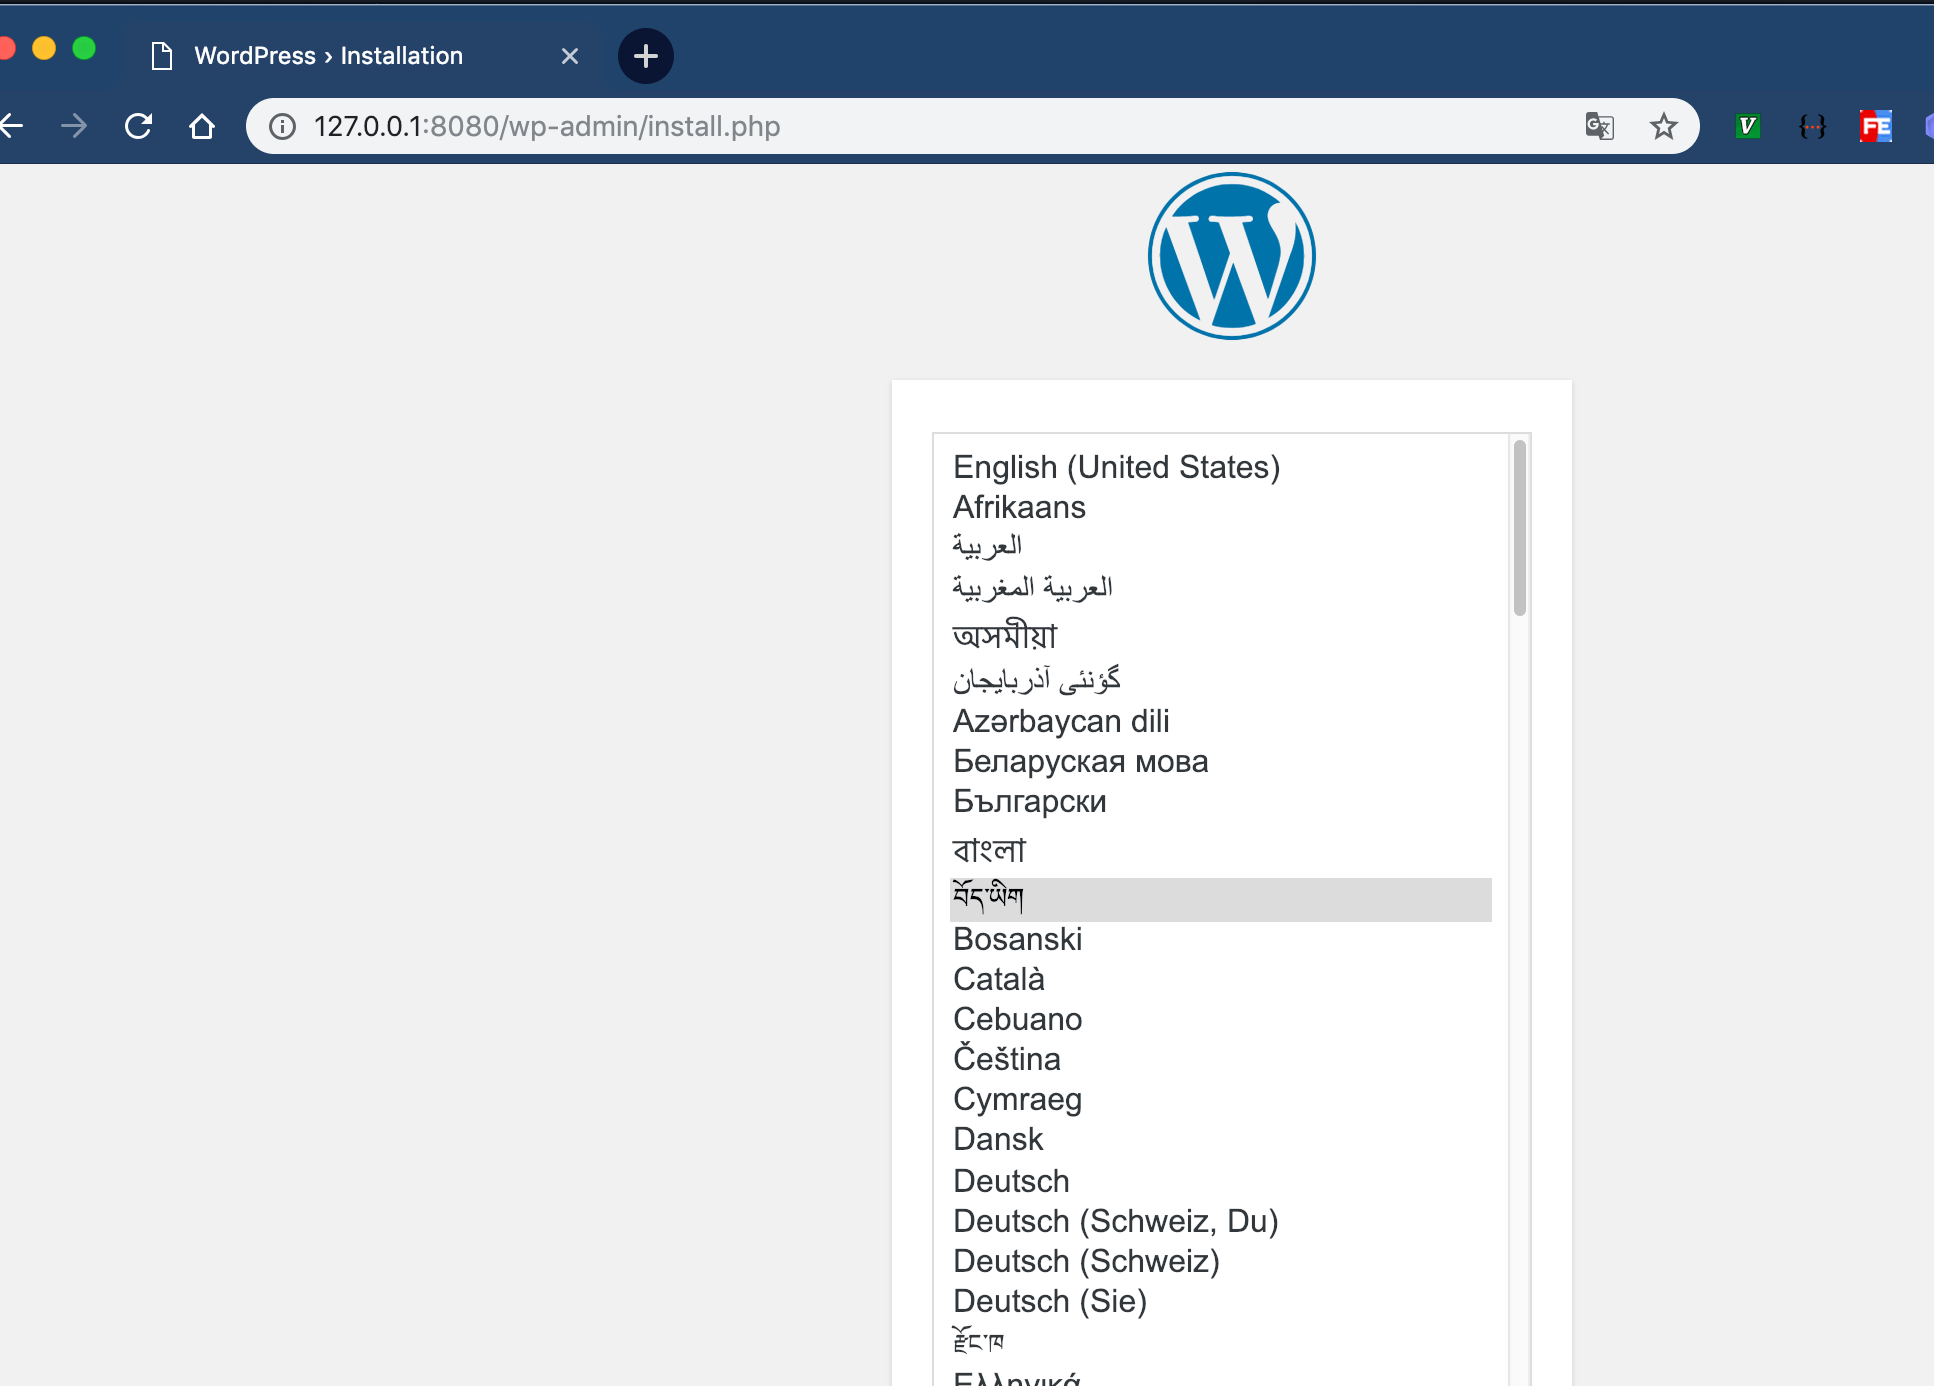 WordPress › Installation
127.0.0.1:8080/wp-admin/install.php
V
{···}
FE
English (United States)
Afrikaans
العربية
العربية المغربية
অসমীয়া
گؤنئی آذربایجان
Azərbaycan dili
Беларуская мова
Български
বাংলা
བོད་ཡིག
Bosanski
Català
Cebuano
Čeština
Cymraeg
Dansk
Deutsch
Deutsch (Schweiz, Du)
Deutsch (Schweiz)
Deutsch (Sie)
རྫོང་ཁ
Ελληνικά